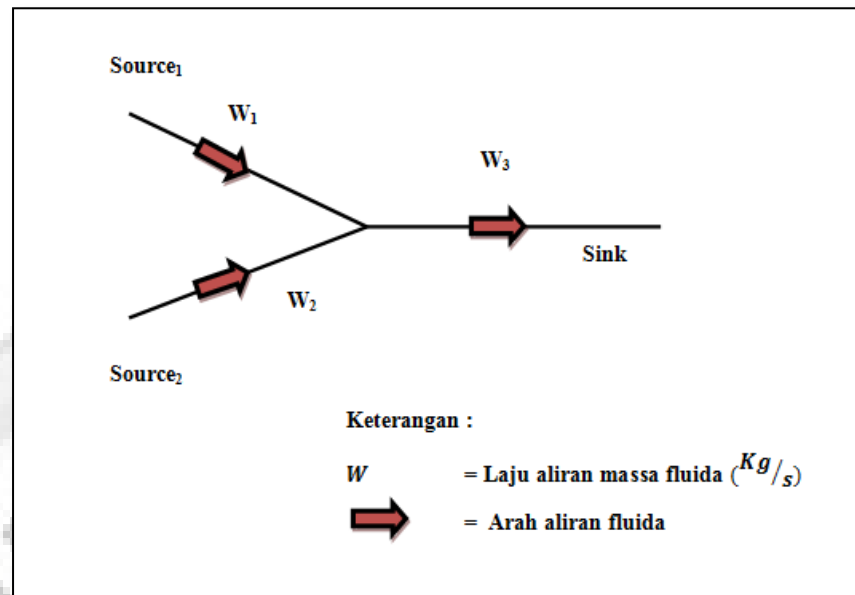 Source₁
W₁
W₃
Sink
W₂
Source₂
Keterangan :
W = Laju aliran massa fluida (Kg/s)
= Arah aliran fluida